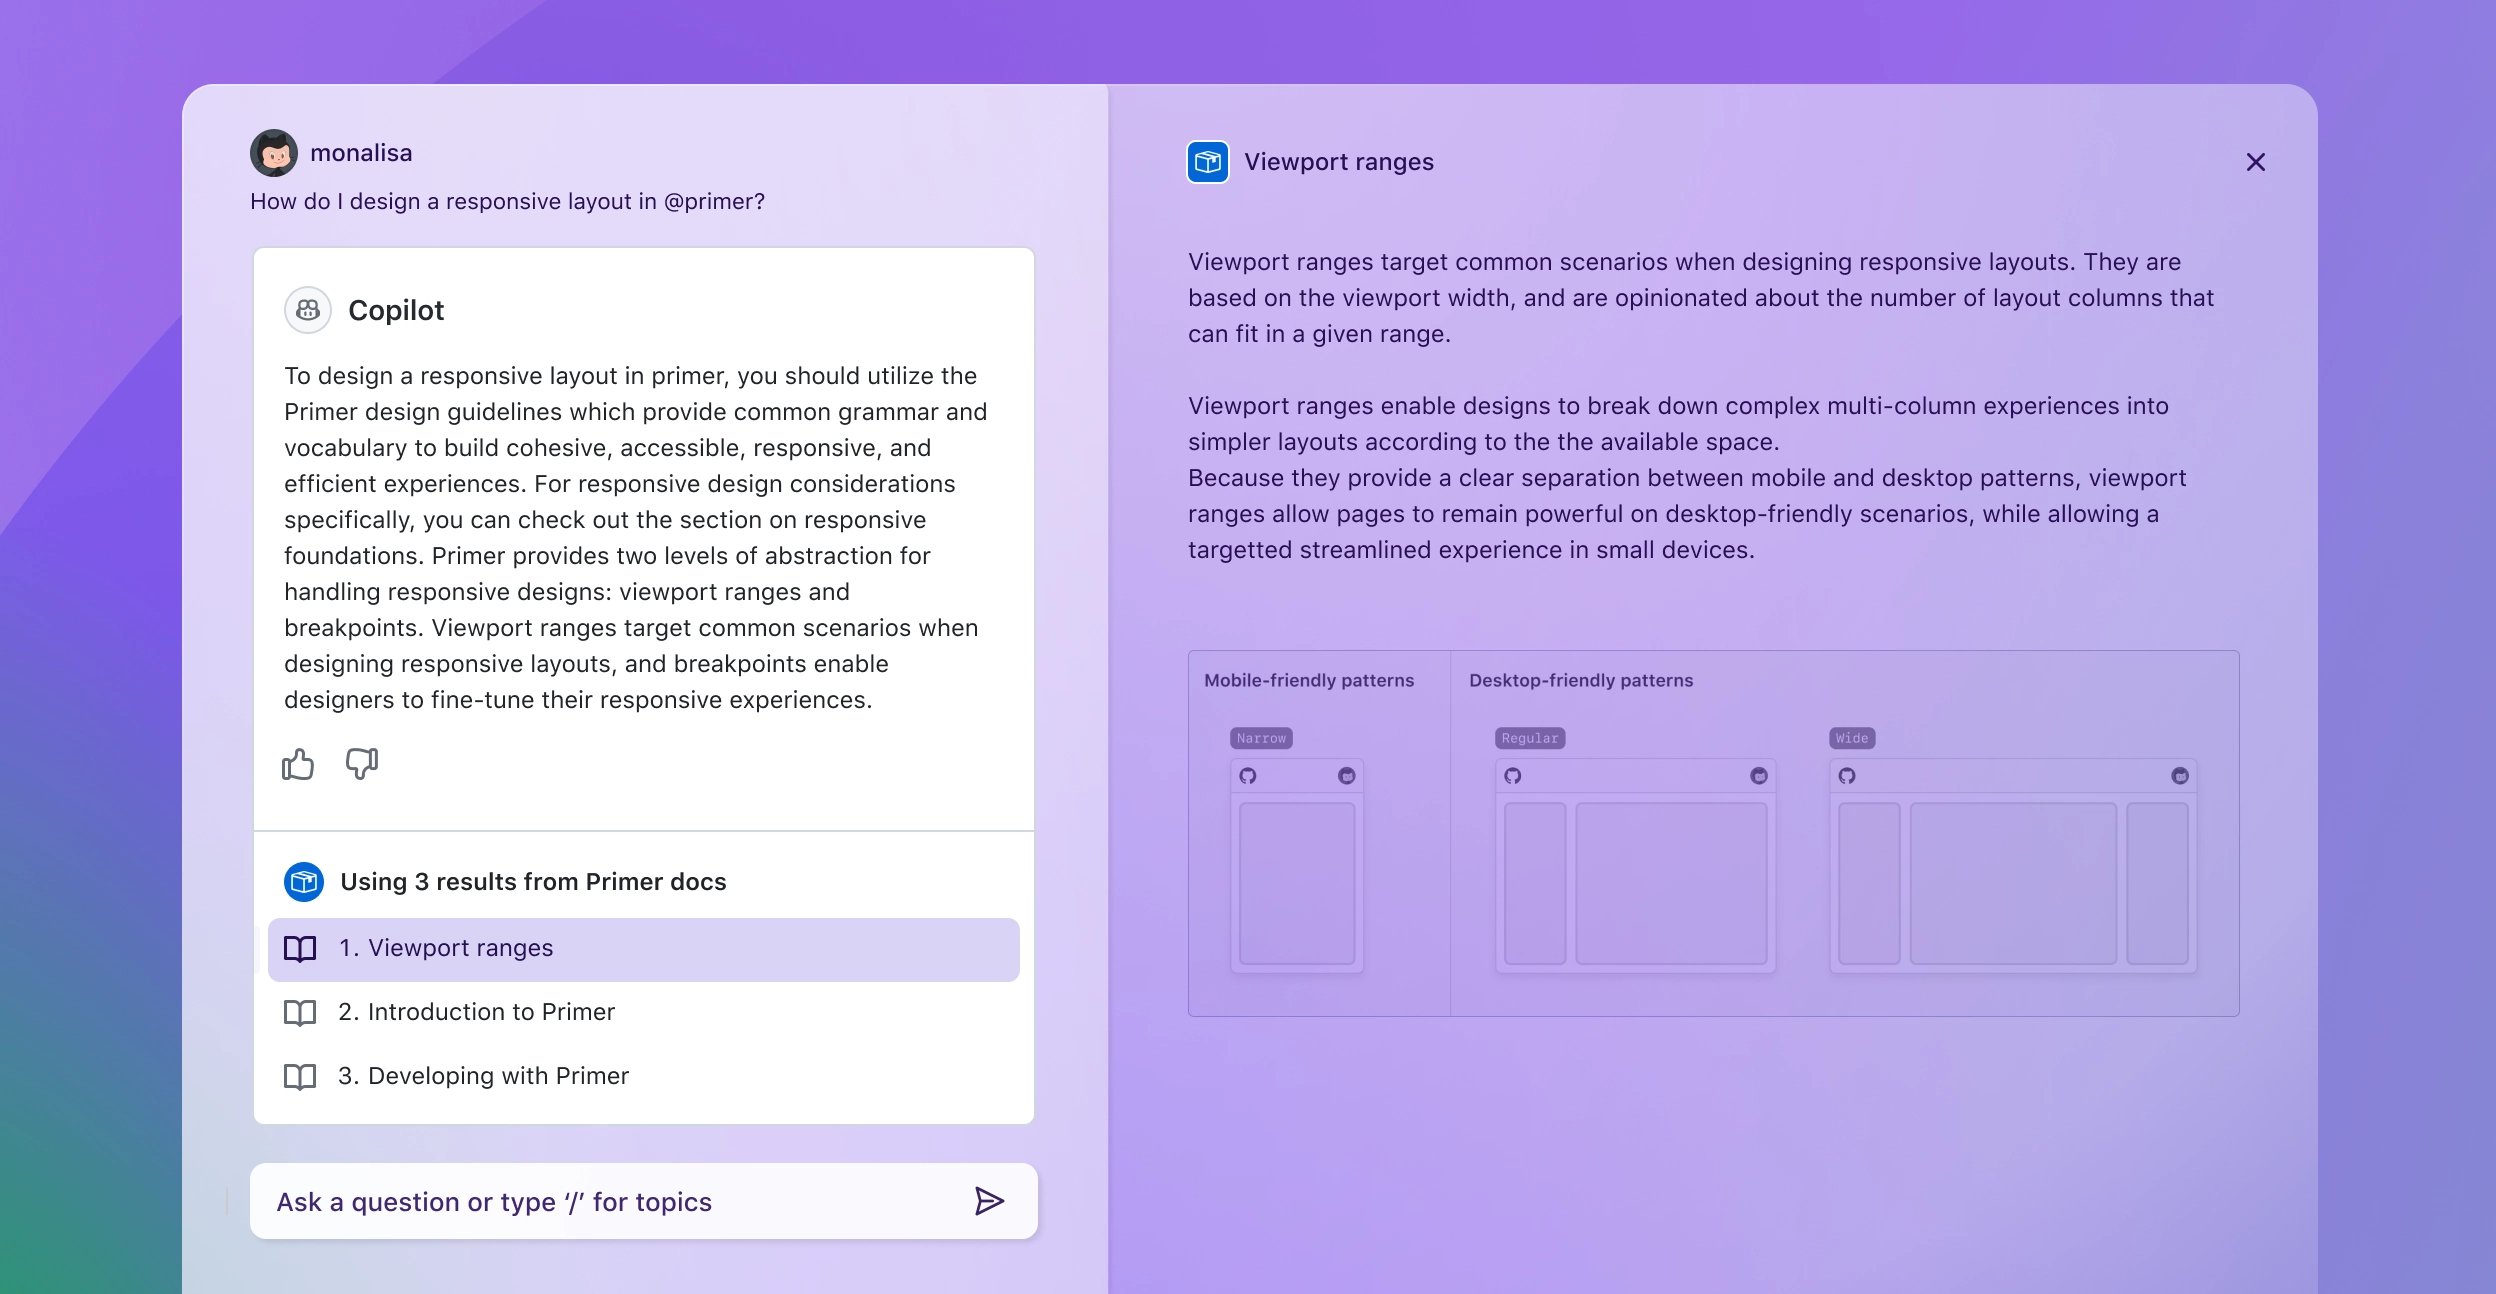 monalisa
How do I design a responsive layout in @primer?
Copilot
To design a responsive layout in primer, you should utilize the
Primer design guidelines which provide common grammar and
vocabulary to build cohesive, accessible, responsive, and
efficient experiences. For responsive design considerations
specifically, you can check out the section on responsive
foundations. Primer provides two levels of abstraction for
handling responsive designs: viewport ranges and
breakpoints. Viewport ranges target common scenarios when
designing responsive layouts, and breakpoints enable
designers to fine-tune their responsive experiences.
Using 3 results from Primer docs
1. Viewport ranges
2. Introduction to Primer
3. Developing with Primer
Ask a question or type ‘/’ for topics
Viewport ranges
Viewport ranges target common scenarios when designing responsive layouts. They are
based on the viewport width, and are opinionated about the number of layout columns that
can fit in a given range.
Viewport ranges enable designs to break down complex multi-column experiences into
simpler layouts according to the the available space.
Because they provide a clear separation between mobile and desktop patterns, viewport
ranges allow pages to remain powerful on desktop-friendly scenarios, while allowing a
targetted streamlined experience in small devices.
Mobile-friendly patterns
Desktop-friendly patterns
Narrow
Regular
Wide